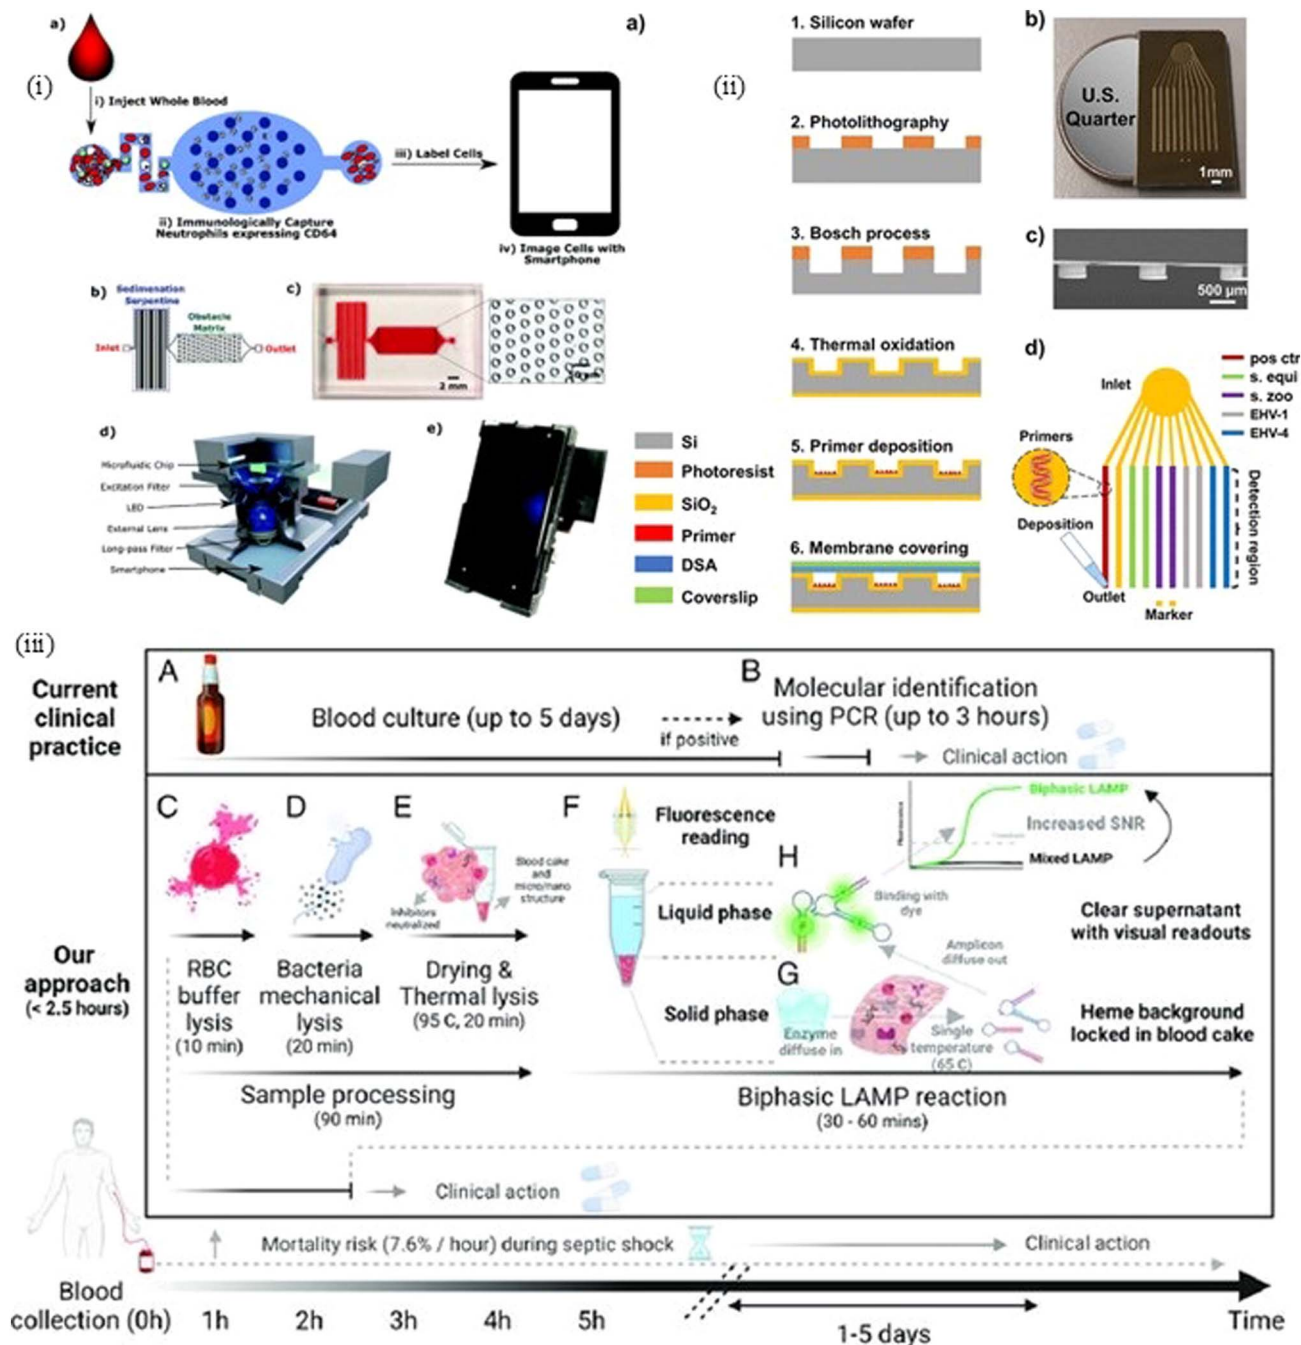 (i)
a)
i) Inject Whole Blood
iii) Label Cells
ii) Immunologically Capture
Neutrophils expressing CD64
iv) Image Cells with
Smartphone
b)
Sedimenation
Serpentine
Obstacle
Matrix
Inlet
Outlet
c)
2 mm
d)
Microfluidic Chip
Excitation Filter
LED
External Lens
Long-pass Filter
Smartphone
e)
(ii)
a)
1. Silicon wafer
2. Photolithography
3. Bosch process
4. Thermal oxidation
5. Primer deposition
6. Membrane covering
Si
Photoresist
SiO₂
Primer
DSA
Coverslip
b)
U.S.
Quarter
1mm
c)
500 μm
d)
Inlet
pos ctr
s. equi
s. zoo
EHV-1
EHV-4
Primers
Deposition
Outlet
Marker
Detection region
(iii)
Current
clinical
practice
A
Blood culture (up to 5 days)
if positive
B
Molecular identification
using PCR (up to 3 hours)
Clinical action
Our
approach
(< 2.5 hours)
C
RBC
buffer
lysis
(10 min)
D
Bacteria
mechanical
lysis
(20 min)
E
Inhibitors
neutralized
Blood cake
and
micro/nano
structure
Drying &
Thermal lysis
(95 C, 20 min)
Sample processing
(90 min)
F
Fluorescence
reading
Liquid phase
Solid phase
H
Binding with
dye
Amplicon
diffuse out
G
Enzyme
diffuse in
Single
temperature
(65 C)
Fluorescence
Biphasic LAMP
Increased SNR
Threshold
Mixed LAMP
Clear supernatant
with visual readouts
Heme background
locked in blood cake
Biphasic LAMP reaction
(30 - 60 mins)
Clinical action
Mortality risk (7.6% / hour) during septic shock
Clinical action
Blood
collection (0h)
1h
2h
3h
4h
5h
1-5 days
Time